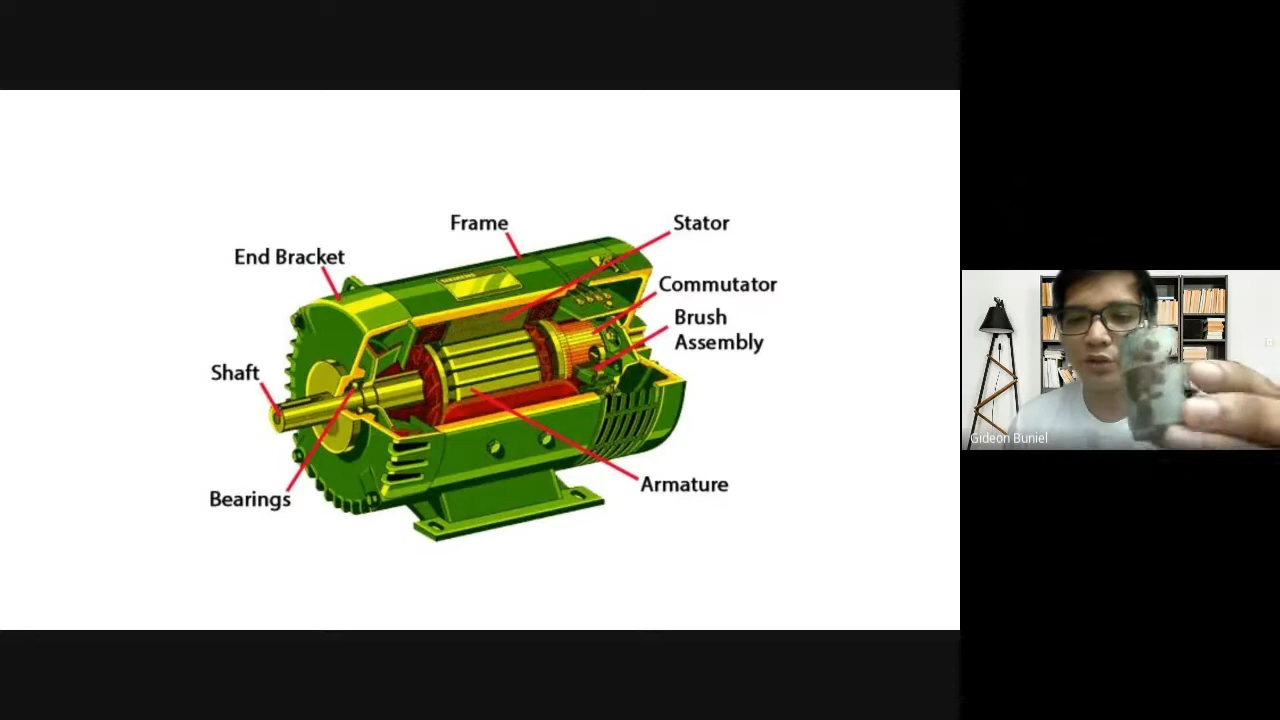 Frame
Stator
End Bracket
Commutator
Brush
Assembly
Shaft
Armature
Bearings
Gideon Buniel